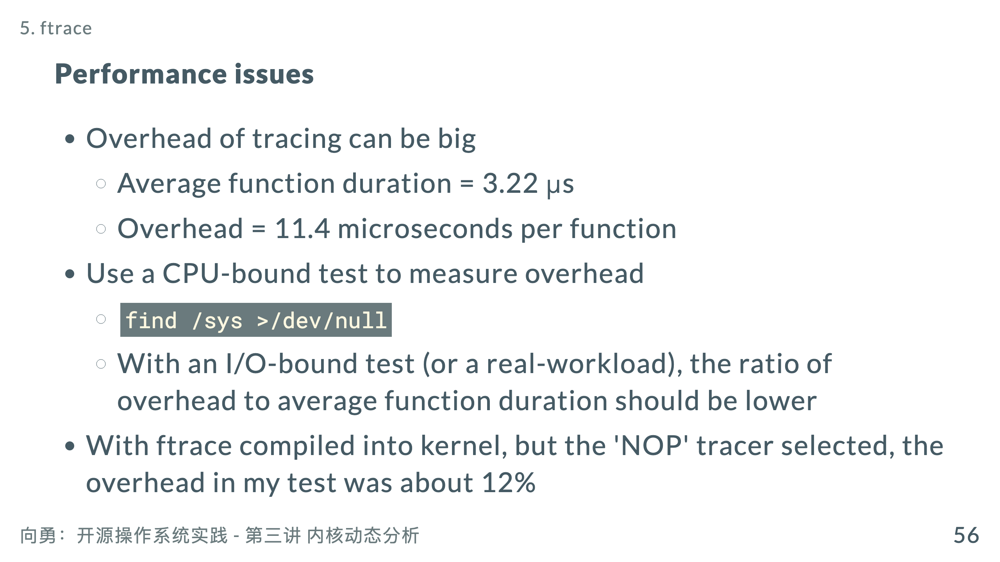 5. ftrace
Performance issues
• Overhead of tracing can be big
○ Average function duration = 3.22 μs
○ Overhead = 11.4 microseconds per function
• Use a CPU-bound test to measure overhead
○ find /sys >/dev/null
○ With an I/O-bound test (or a real-workload), the ratio of
overhead to average function duration should be lower
• With ftrace compiled into kernel, but the 'NOP' tracer selected, the
overhead in my test was about 12%
向勇：开源操作系统实践 - 第三讲 内核动态分析
56